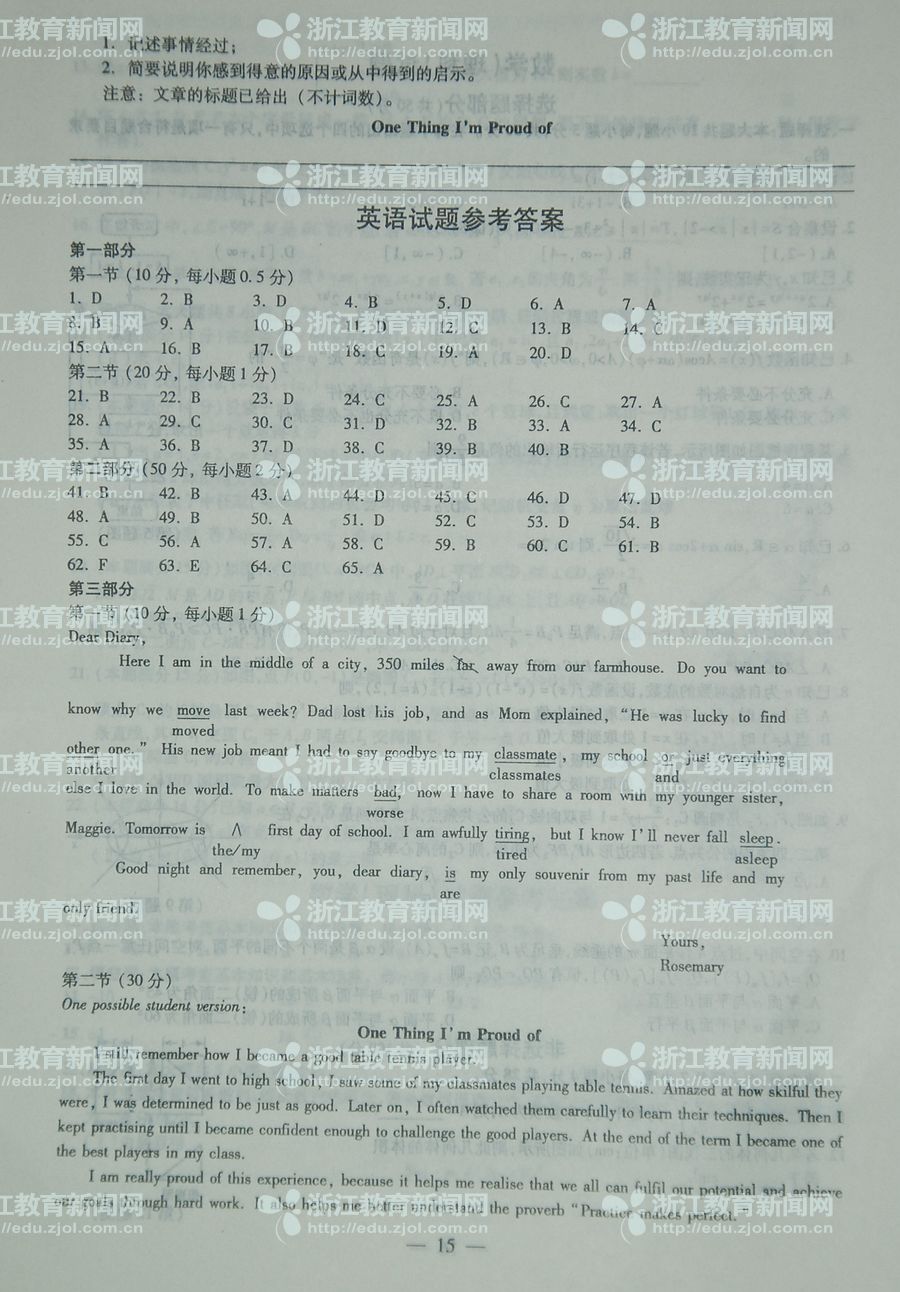 1. 记述事情经过；
2. 简要说明你感到得意的原因或从中得到的启示。
注意：文章的标题已给出（不计词数）。
One Thing I'm Proud of
英语试题参考答案
第一部分
第一节（10分，每小题0.5分）
1. D 2. B 3. D 4. B 5. D 6. A 7. A
8. B 9. A 10. B 11. D 12. C 13. B 14. C
15. A 16. B 17. B 18. C 19. A 20. D
第二节（20分，每小题1分）
21. B 22. B 23. D 24. C 25. A 26. C 27. A
28. A 29. C 30. C 31. D 32. B 33. A 34. C
35. A 36. B 37. D 38. C 39. B 40. B
第二部分（50分，每小题2分）
41. B 42. B 43. A 44. D 45. C 46. D 47. D
48. A 49. B 50. A 51. D 52. C 53. D 54. B
55. C 56. A 57. A 58. C 59. B 60. C 61. B
62. F 63. E 64. C 65. A
第三部分
第一节（10分，每小题1分）
Dear Diary,
Here I am in the middle of a city, 350 miles far away from our farmhouse. Do you want to
know why we move last week? Dad lost his job, and as Mom explained, "He was lucky to find
moved
other one." His new job meant I had to say goodbye to my classmate, my school or just everything
another classmates and
else I love in the world. To make matters bad, now I have to share a room with my younger sister,
worse
Maggie. Tomorrow is ∧ first day of school. I am awfully tiring, but I know I'll never fall sleep.
the/my tired asleep
Good night and remember, you, dear diary, is my only souvenir from my past life and my
are
only friend.
Yours,
Rosemary
第二节（30分）
One possible student version:
One Thing I'm Proud of
I still remember how I became a good table tennis player.
The first day I went to high school, I saw some of my classmates playing table tennis. Amazed at how skilful they
were, I was determined to be just as good. Later on, I often watched them carefully to learn their techniques. Then I
kept practising until I became confident enough to challenge the good players. At the end of the term I became one of
the best players in my class.
I am really proud of this experience, because it helps me realise that we all can fulfil our potential and achieve
our goals through hard work. It also helps me better understand the proverb "Practice makes perfect."
— 15 —
浙江教育新闻网
http://edu.zjol.com.cn